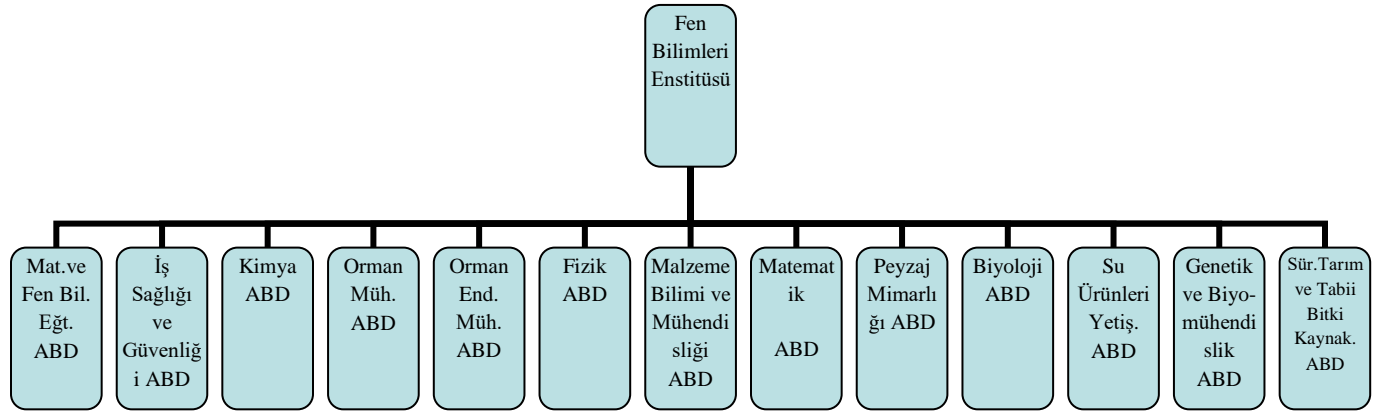 Fen
Bilimleri
Enstitüsü
Mat.ve
Fen Bil.
Eğt.
ABD
İş
Sağlığı
ve
Güvenliğ
i ABD
Kimya
ABD
Orman
Müh.
ABD
Orman
End.
Müh.
ABD
Fizik
ABD
Malzeme
Bilimi ve
Mühendi
sliği
ABD
Matemat
ik
ABD
Peyzaj
Mimarlı
ğı ABD
Biyoloji
ABD
Su
Ürünleri
Yetiş.
ABD
Genetik
ve Biyo-
mühendi
slik
ABD
Sür.Tarım
ve Tabii
Bitki
Kaynak.
ABD